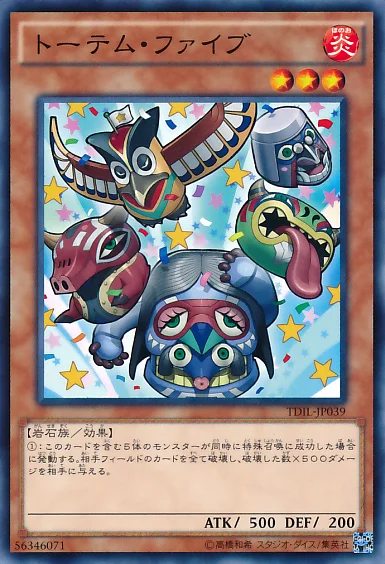 トーテム・ファイブ
ほのお
炎
TDIL-JP039
【岩石族/効果】
①：このカードを含む５体のモンスターが同時に特殊召喚に成功した場合
に発動する。相手フィールドのカードを全て破壊し、破壊した数×５００ダメー
ジを相手に与える。
ATK/ 500 DEF/ 200
56346071
©高橋和希 スタジオ・ダイス/集英社